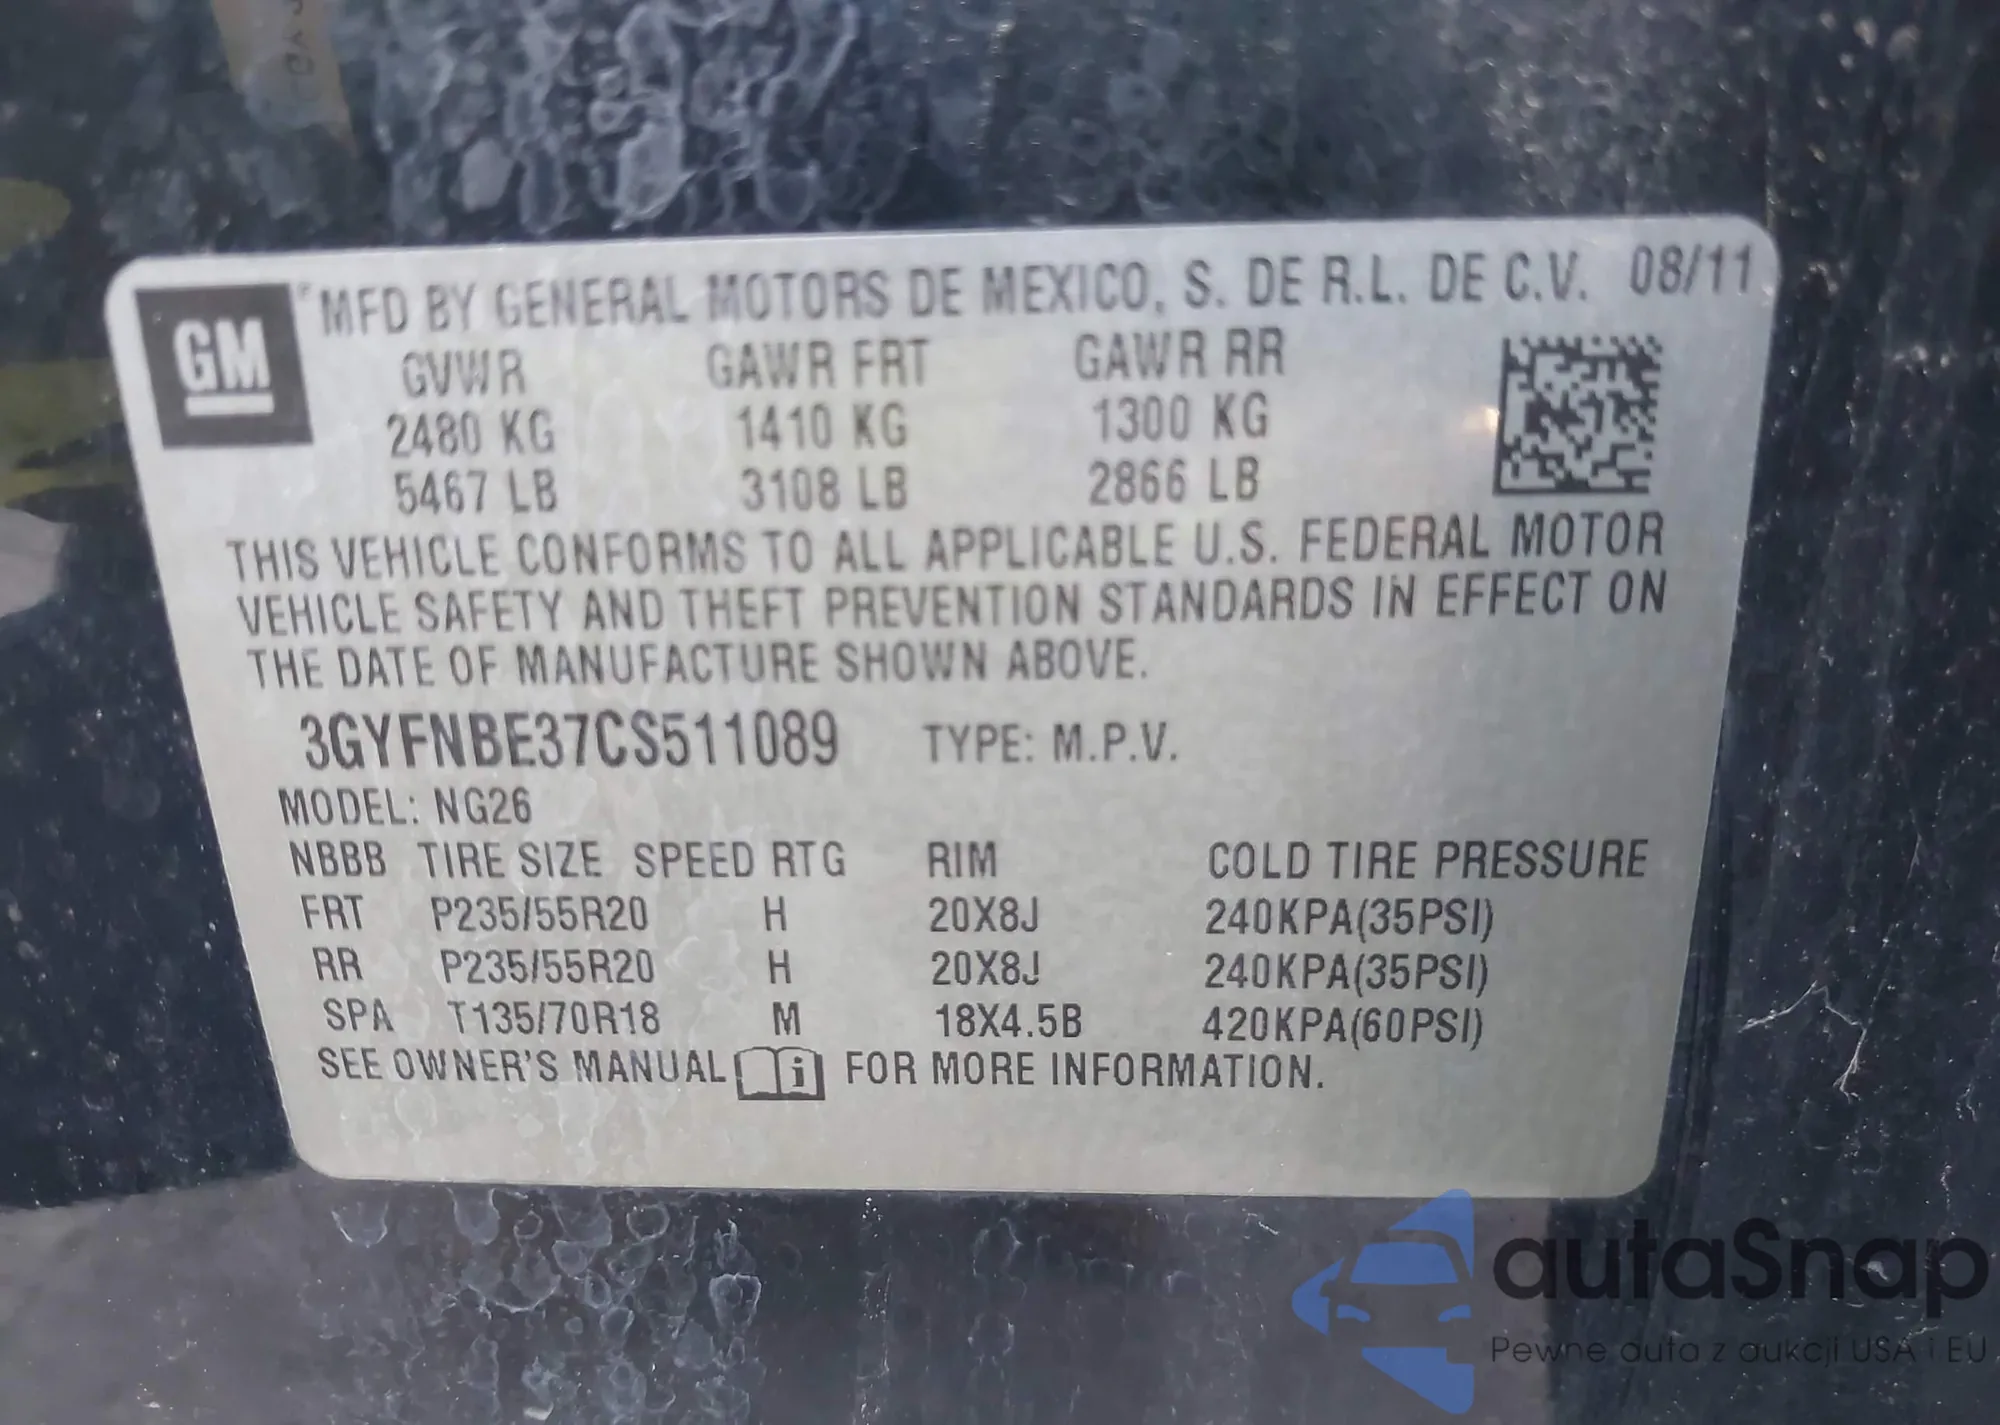 GM
MFD BY GENERAL MOTORS DE MEXICO, S. DE R.L. DE C.V. 08/11
GVWR GAWR FRT GAWR RR
2480 KG 1410 KG 1300 KG
5467 LB 3108 LB 2866 LB
THIS VEHICLE CONFORMS TO ALL APPLICABLE U.S. FEDERAL MOTOR
VEHICLE SAFETY AND THEFT PREVENTION STANDARDS IN EFFECT ON
THE DATE OF MANUFACTURE SHOWN ABOVE.
3GYFNBE37CS511089 TYPE: M.P.V.
MODEL: NG26
NBBB TIRE SIZE SPEED RTG RIM COLD TIRE PRESSURE
FRT P235/55R20 H 20X8J 240KPA(35PSI)
RR P235/55R20 H 20X8J 240KPA(35PSI)
SPA T135/70R18 M 18X4.5B 420KPA(60PSI)
SEE OWNER'S MANUAL i FOR MORE INFORMATION.
autaSnap
Pewne auta z aukcji USA i EU